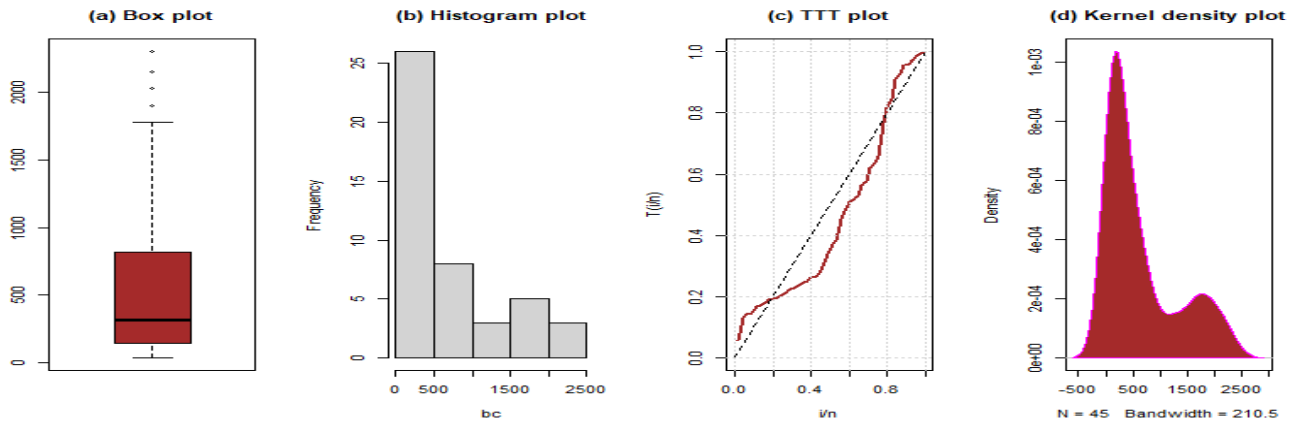 (a) Box plot
0
500
1000
1500
2000
(b) Histogram plot
Frequency
0
5
10
15
20
25
0
500
1500
2500
bc
(c) TTT plot
T(i/n)
0.0
0.2
0.4
0.6
0.8
1.0
0.0
0.4
0.8
i/n
(d) Kernel density plot
Density
0e+00
2e-04
4e-04
6e-04
8e-04
1e-03
-500
500
1500
2500
N = 45 Bandwidth = 210.5